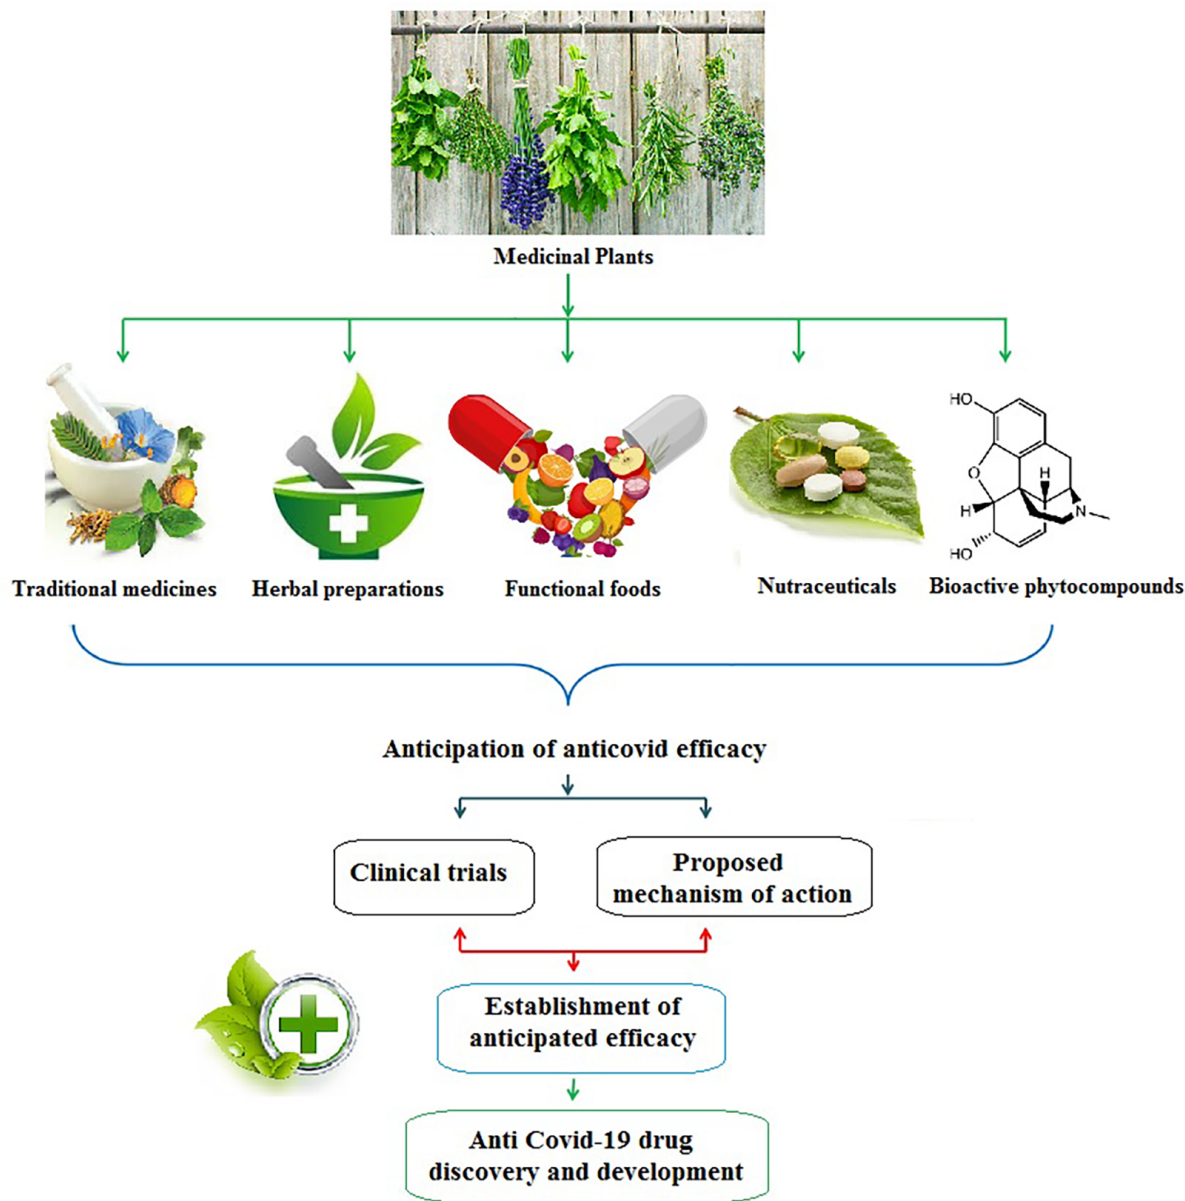 Medicinal Plants
Traditional medicines
Herbal preparations
Functional foods
Nutraceuticals
Bioactive phytocompounds
HO
O
H
H
N
HO
Anticipation of anticovid efficacy
Clinical trials
Proposed
mechanism of action
Establishment of
anticipated efficacy
Anti Covid-19 drug
discovery and development